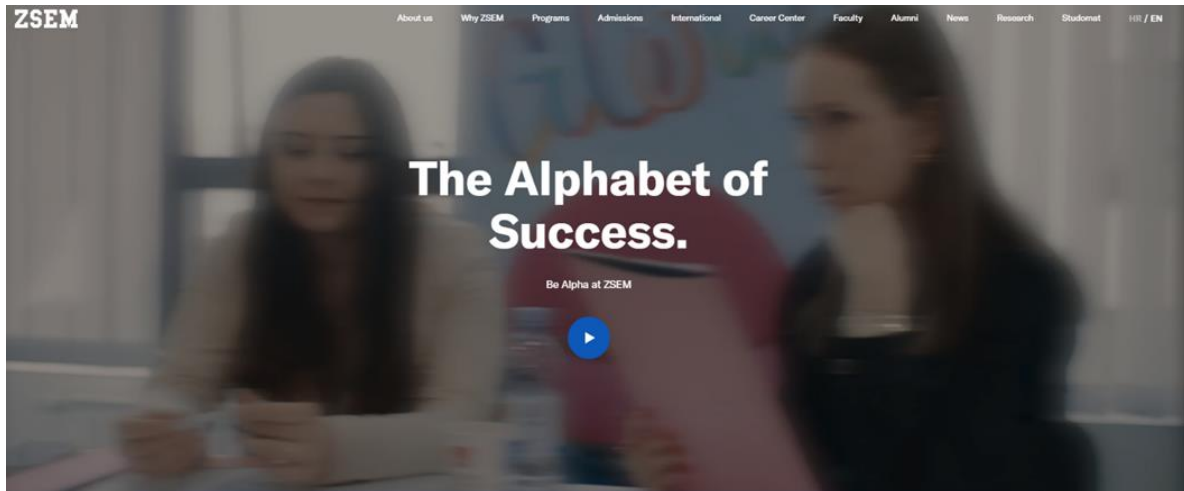 ZSEM
About us Why ZSEM Programs Admissions International Career Center Faculty Alumni News Research Studomat HR / EN
The Alphabet of
Success.
Be Alpha at ZSEM